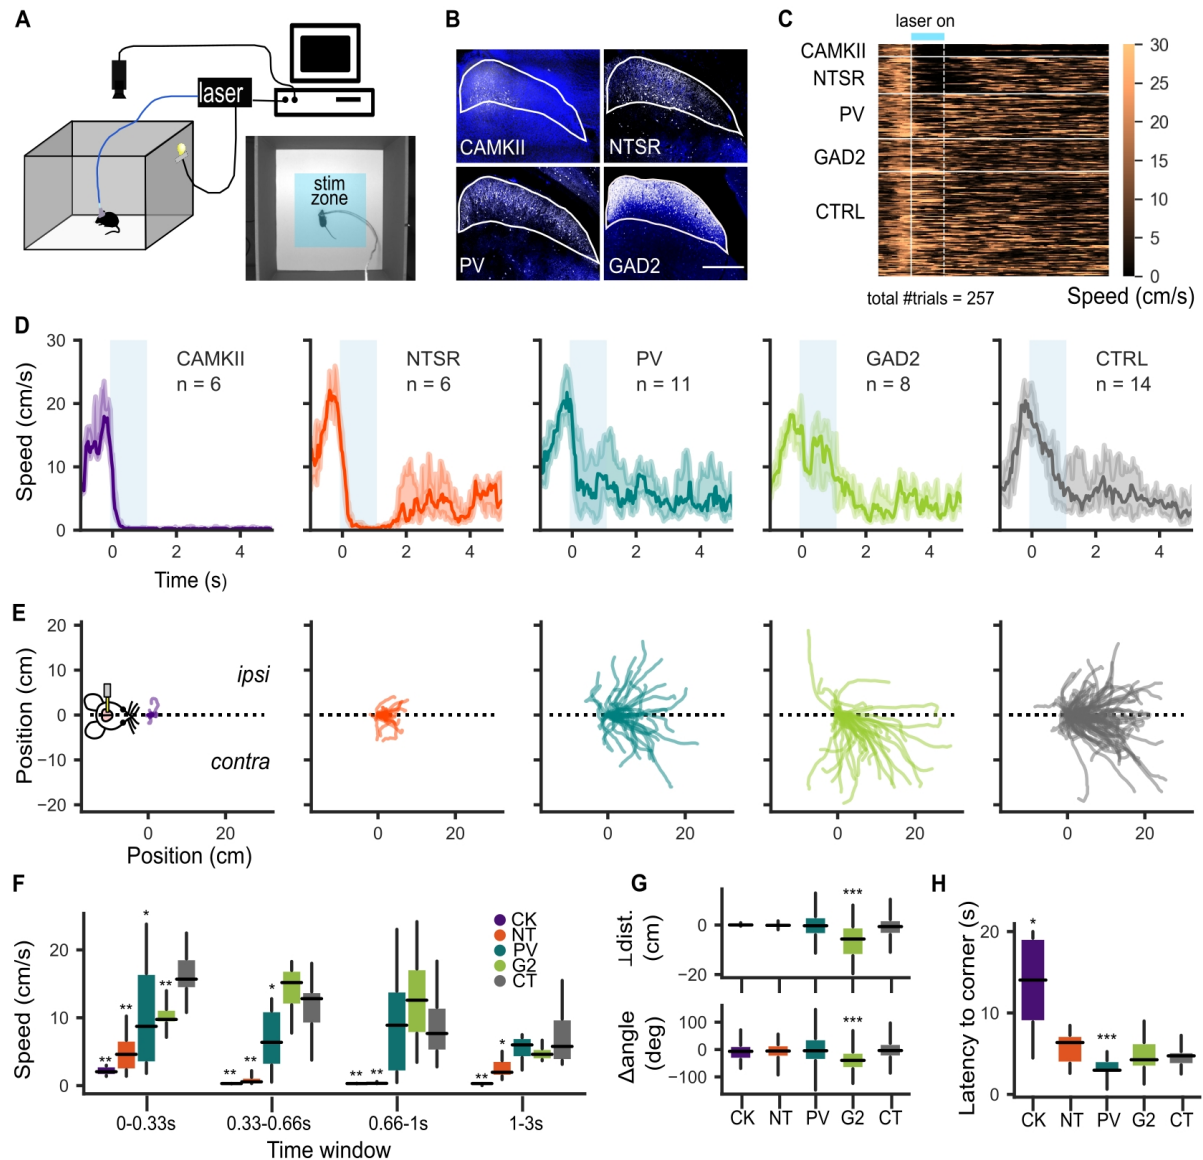 A
laser
stim
zone
B
CAMKII
NTSR
PV
GAD2
C
laser on
CAMKII
NTSR
PV
GAD2
CTRL
30
25
20
15
10
5
0
total #trials = 257
Speed (cm/s)
D
30
20
10
0
Speed (cm/s)
CAMKII
n = 6
0
2
4
Time (s)
NTSR
n = 6
0
2
4
PV
n = 11
0
2
4
GAD2
n = 8
0
2
4
CTRL
n = 14
0
2
4
E
20
10
0
−10
−20
Position (cm)
ipsi
contra
0
20
Position (cm)
0
20
0
20
0
20
0
20
F
Speed (cm/s)
20
10
0
**
**
*
**
**
**
*
**
**
**
*
CK
NT
PV
G2
CT
0-0.33s
0.33-0.66s
0.66-1s
1-3s
Time window
G
⊥dist.
(cm)
0
−20
***
Δangle
(deg)
100
0
−100
***
CK
NT
PV
G2
CT
H
Latency to corner (s)
20
10
0
*
***
CK
NT
PV
G2
CT